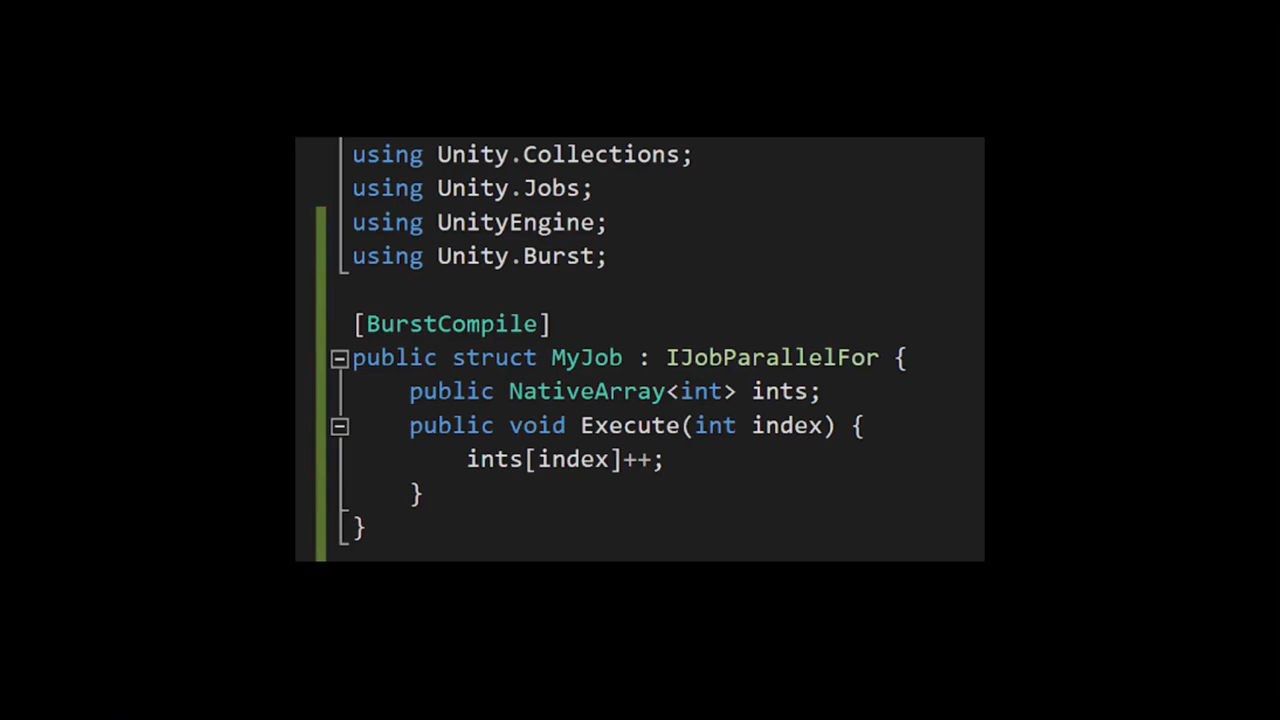 using Unity.Collections;
using Unity.Jobs;
using UnityEngine;
using Unity.Burst;
[BurstCompile]
public struct MyJob : IJobParallelFor {
public NativeArray<int> ints;
public void Execute(int index) {
ints[index]++;
}
}